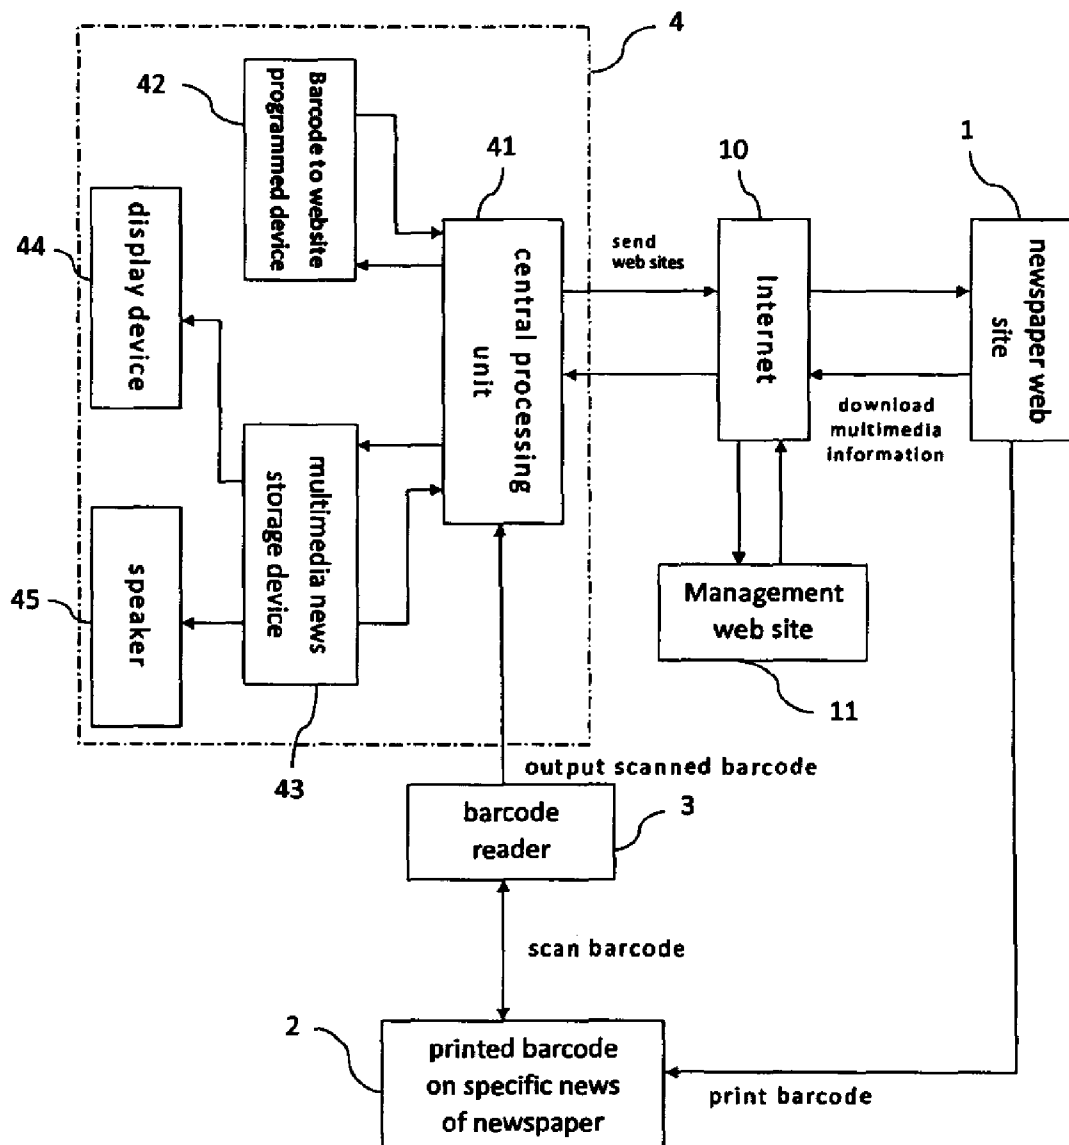 4
42
Barcode to website
programmed device
41
central processing
unit
44
display device
send
web sites
10
Internet
1
newspaper web
site
download
multimedia
information
multimedia news
storage device
43
45
speaker
Management
web site
11
output scanned barcode
barcode
reader
3
scan barcode
2
printed barcode
on specific news
of newspaper
print barcode